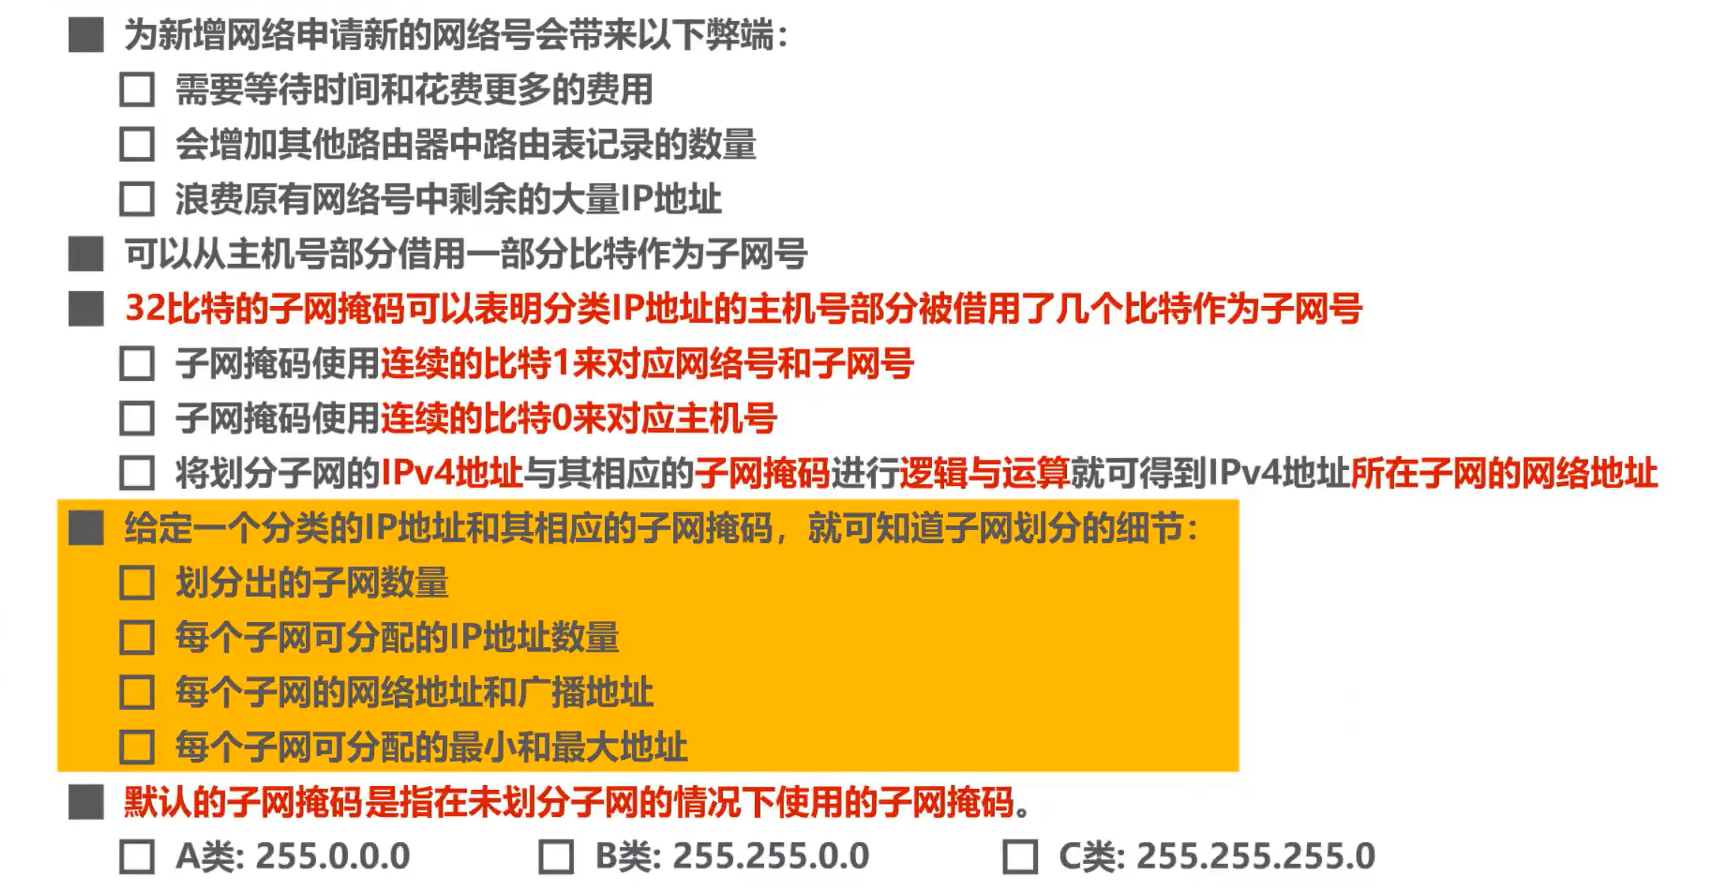 为新增网络申请新的网络号会带来以下弊端：
需要等待时间和花费更多的费用
会增加其他路由器中路由表记录的数量
浪费原有网络号中剩余的大量IP地址
可以从主机号部分借用一部分比特作为子网号
32比特的子网掩码可以表明分类IP地址的主机号部分被借用了几个比特作为子网号
子网掩码使用连续的比特1来对应网络号和子网号
子网掩码使用连续的比特0来对应主机号
将划分子网的IPv4地址与其相应的子网掩码进行逻辑与运算就可得到IPv4地址所在子网的网络地址
给定一个分类的IP地址和其相应的子网掩码，就可知道子网划分的细节：
划分出的子网数量
每个子网可分配的IP地址数量
每个子网的网络地址和广播地址
每个子网可分配的最小和最大地址
默认的子网掩码是指在未划分子网的情况下使用的子网掩码。
A类: 255.0.0.0 B类: 255.255.0.0 C类: 255.255.255.0